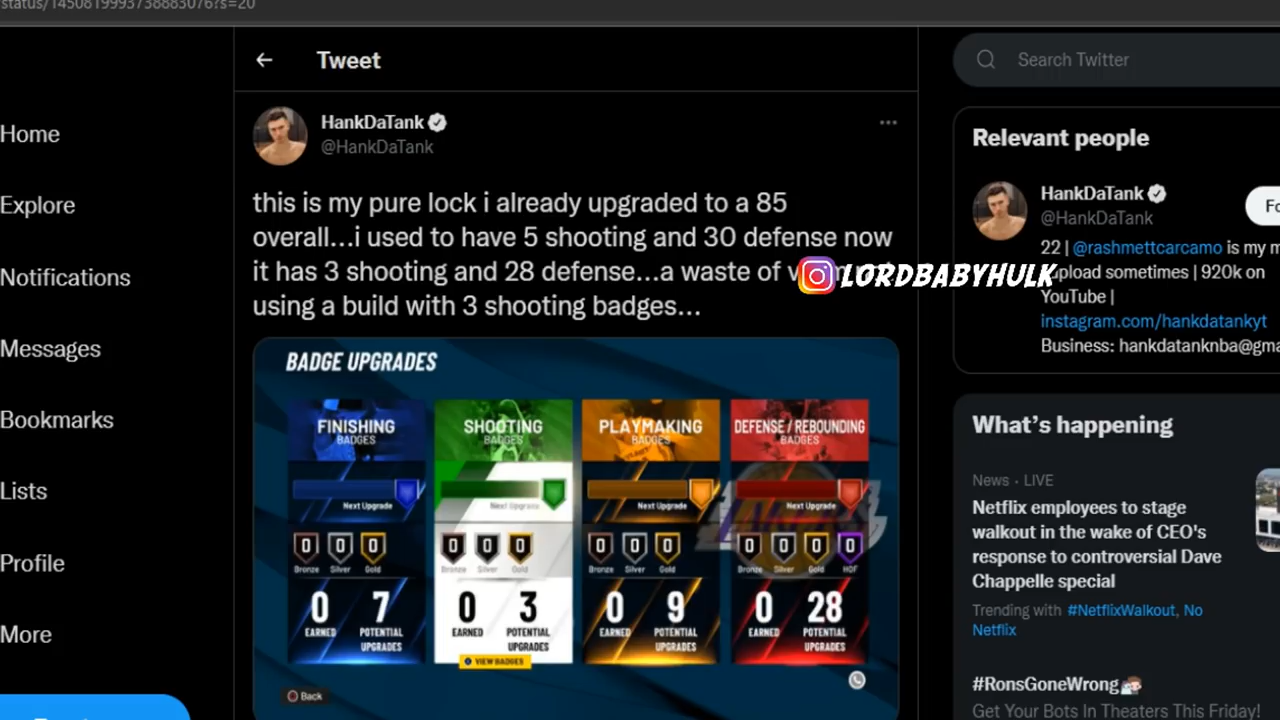 status/1450819993738883076?s=20
Tweet
Search Twitter
HankDaTank
@HankDaTank
this is my pure lock i already upgraded to a 85
overall...i used to have 5 shooting and 30 defense now
it has 3 shooting and 28 defense...a waste of
using a build with 3 shooting badges...
LORDBABYHULK
BADGE UPGRADES
FINISHING
BADGES
Next Upgrade
0 0 0
Bronze Silver Gold
0 7
EARNED POTENTIAL
UPGRADES
SHOOTING
BADGES
Next Upgrade
0 0 0
Bronze Silver Gold
0 3
EARNED POTENTIAL
UPGRADES
VIEW BADGES
PLAYMAKING
BADGES
Next Upgrade
0 0 0
Bronze Silver Gold
0 9
EARNED POTENTIAL
UPGRADES
DEFENSE / REBOUNDING
BADGES
Next Upgrade
0 0 0 0
Bronze Silver Gold HOF
0 28
EARNED POTENTIAL
UPGRADES
Back
Home
Explore
Notifications
Messages
Bookmarks
Lists
Profile
More
Relevant people
HankDaTank
@HankDaTank
22 | @rashmettcarcamo is my
upload sometimes | 920k on
YouTube |
instagram.com/hankdatankyt
Business: hankdatanknba@gma
What's happening
News · LIVE
Netflix employees to stage
walkout in the wake of CEO's
response to controversial Dave
Chappelle special
Trending with #NetflixWalkout, No
Netflix
#RonsGoneWrong
Get Your Bots In Theaters This Friday!